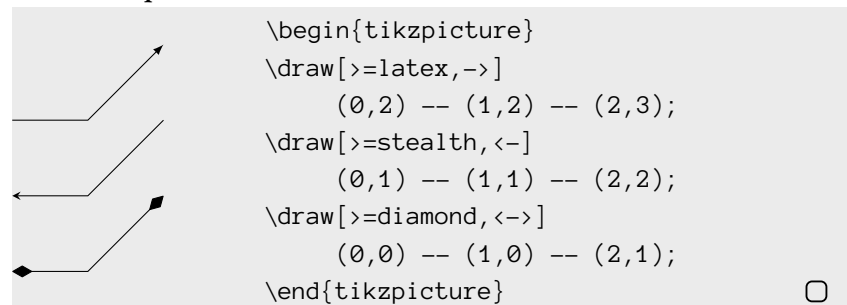 \begin{tikzpicture}
\draw[>=latex,->]
(0,2) -- (1,2) -- (2,3);
\draw[>=stealth,<-]
(0,1) -- (1,1) -- (2,2);
\draw[>=diamond,<->]
(0,0) -- (1,0) -- (2,1);
\end{tikzpicture}